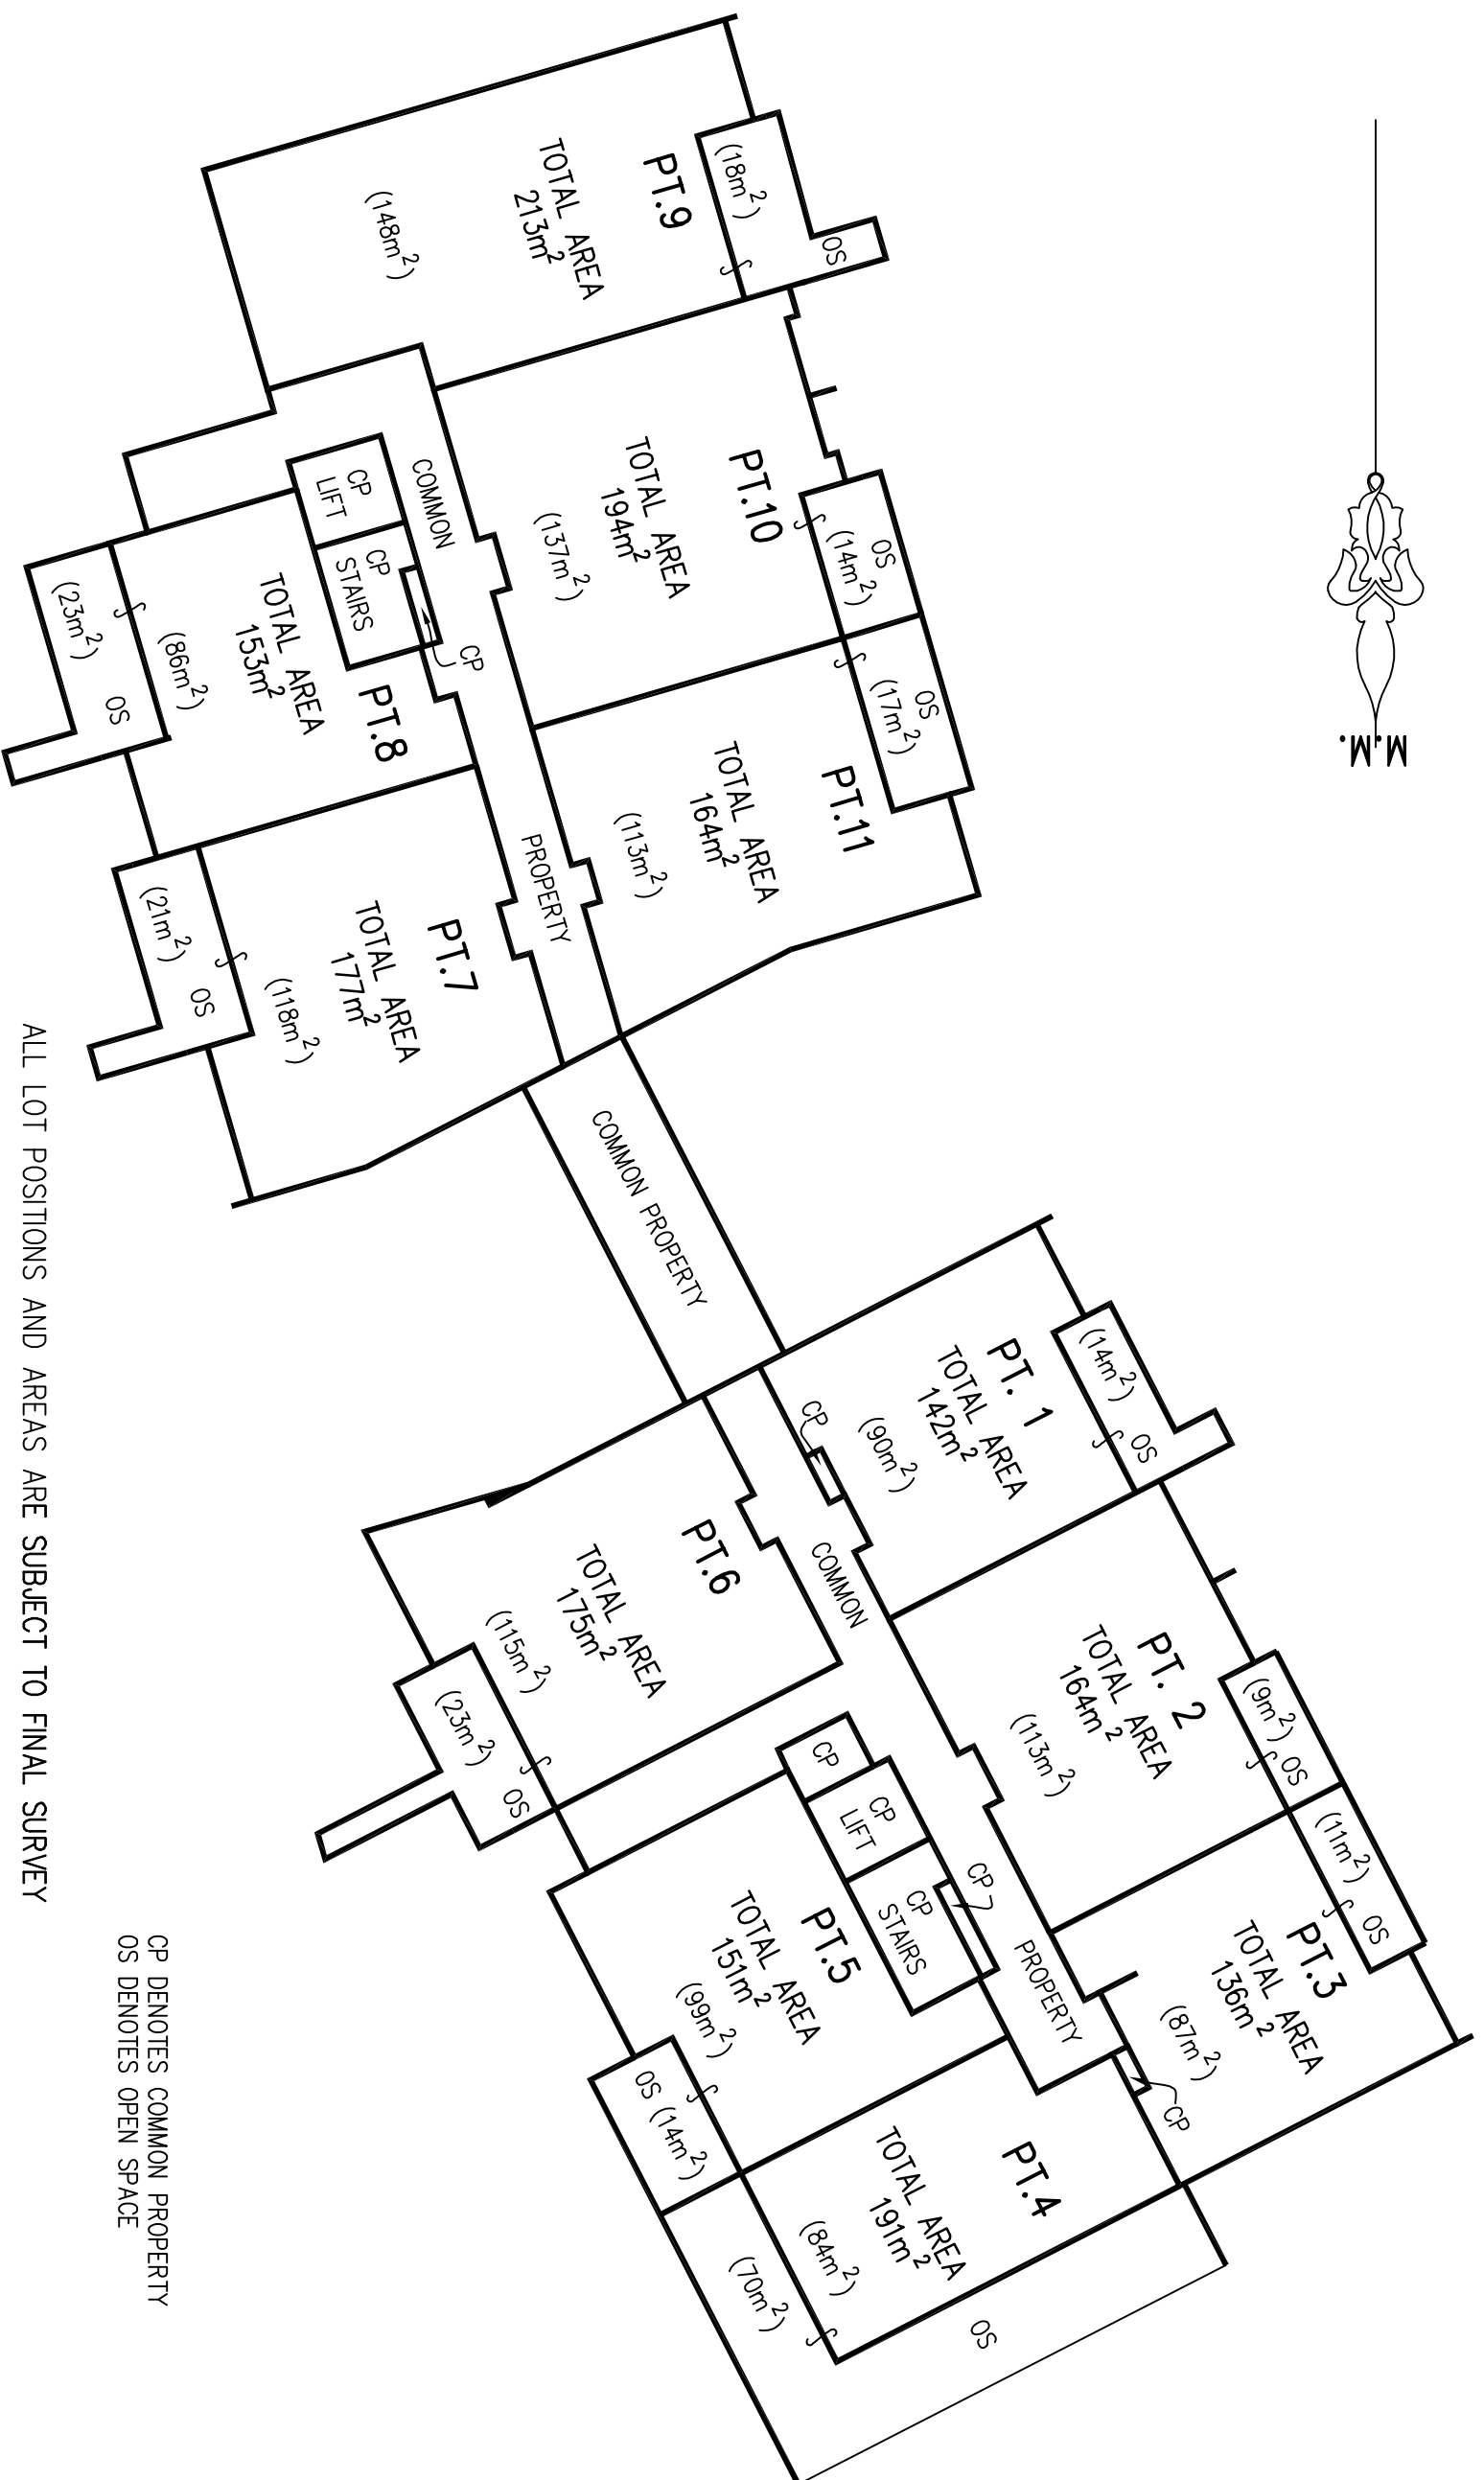 M.M.
PT.9
TOTAL AREA
213m²
(148m²)
(18m²)
OS
PT.10
TOTAL AREA
194m²
(137m²)
OS
(14m²)
PT.11
TOTAL AREA
164m²
(113m²)
OS
(17m²)
COMMON
PROPERTY
CP
LIFT
CP
STAIRS
CP
PT.8
TOTAL AREA
153m²
(86m²)
(23m²)
OS
PT.7
TOTAL AREA
177m²
(118m²)
(21m²)
OS
COMMON PROPERTY
PT. 1
TOTAL AREA
142m²
(90m²)
(14m²)
OS
CP
COMMON
PROPERTY
PT. 2
TOTAL AREA
164m²
(113m²)
(9m²)
OS
PT.3
TOTAL AREA
136m²
(87m²)
(11m²)
OS
CP
PT.6
TOTAL AREA
175m²
(115m²)
(23m²)
OS
CP
CP
LIFT
CP
STAIRS
CP
PT.5
TOTAL AREA
151m²
(99m²)
OS (14m²)
PT.4
TOTAL AREA
191m²
(84m²)
(70m²)
OS
CP DENOTES COMMON PROPERTY
OS DENOTES OPEN SPACE
ALL LOT POSITIONS AND AREAS ARE SUBJECT TO FINAL SURVEY